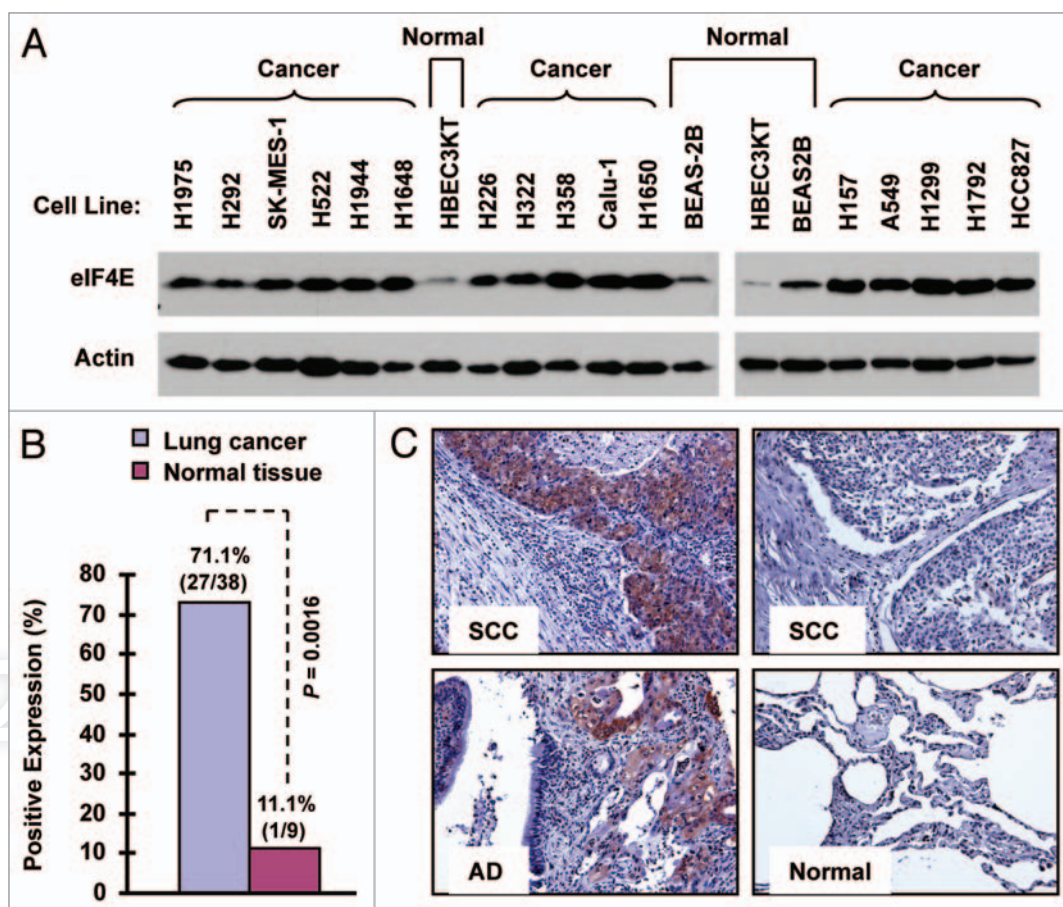 A
Normal
Normal
Cancer
Cancer
Cancer
Cell Line:
H1975
H292
SK-MES-1
H522
H1944
H1648
HBEC3KT
H226
H322
H358
Calu-1
H1650
BEAS-2B
HBEC3KT
BEAS2B
H157
A549
H1299
H1792
HCC827
eIF4E
Actin
B
Lung cancer
Normal tissue
Positive Expression (%)
80
70
60
50
40
30
20
10
0
71.1%
(27/38)
11.1%
(1/9)
P = 0.0016
C
SCC
SCC
AD
Normal